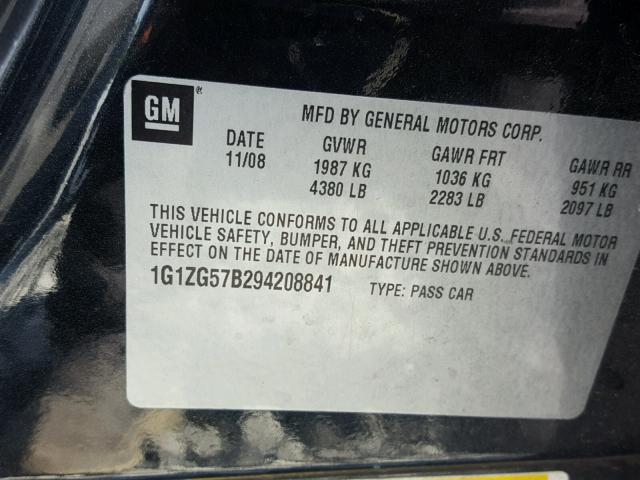 GM ®
MFD BY GENERAL MOTORS CORP.
DATE GVWR GAWR FRT GAWR RR
11/08 1987 KG 1036 KG 951 KG
4380 LB 2283 LB 2097 LB
THIS VEHICLE CONFORMS TO ALL APPLICABLE U.S. FEDERAL MOTOR
VEHICLE SAFETY, BUMPER, AND THEFT PREVENTION STANDARDS IN
EFFECT ON THE DATE OF MANUFACTURE SHOWN ABOVE.
1G1ZG57B294208841 TYPE: PASS CAR